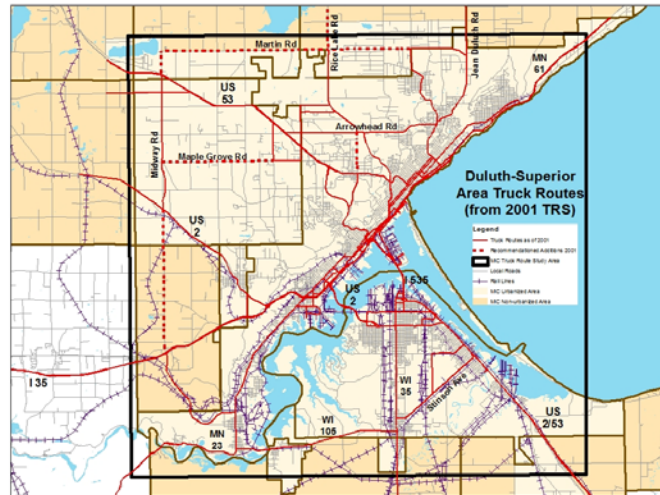 Martin Rd
Rice Lake Rd
Jean Duluth Rd
MN
61
US
53
Arrowhead Rd
Midway Rd
Maple Grove Rd
Duluth-Superior
Area Truck Routes
(from 2001 TRS)
Legend
Truck Routes as of 2001
Recommended Additions 2001
MIC Truck Route Study Area
Local Roads
Rail Lines
MIC Urbanized Area
MIC Non-urbanized Area
US
2
I 535
US
2
I 35
WI
35
Stinson Ave
MN
23
WI
105
US
2/53